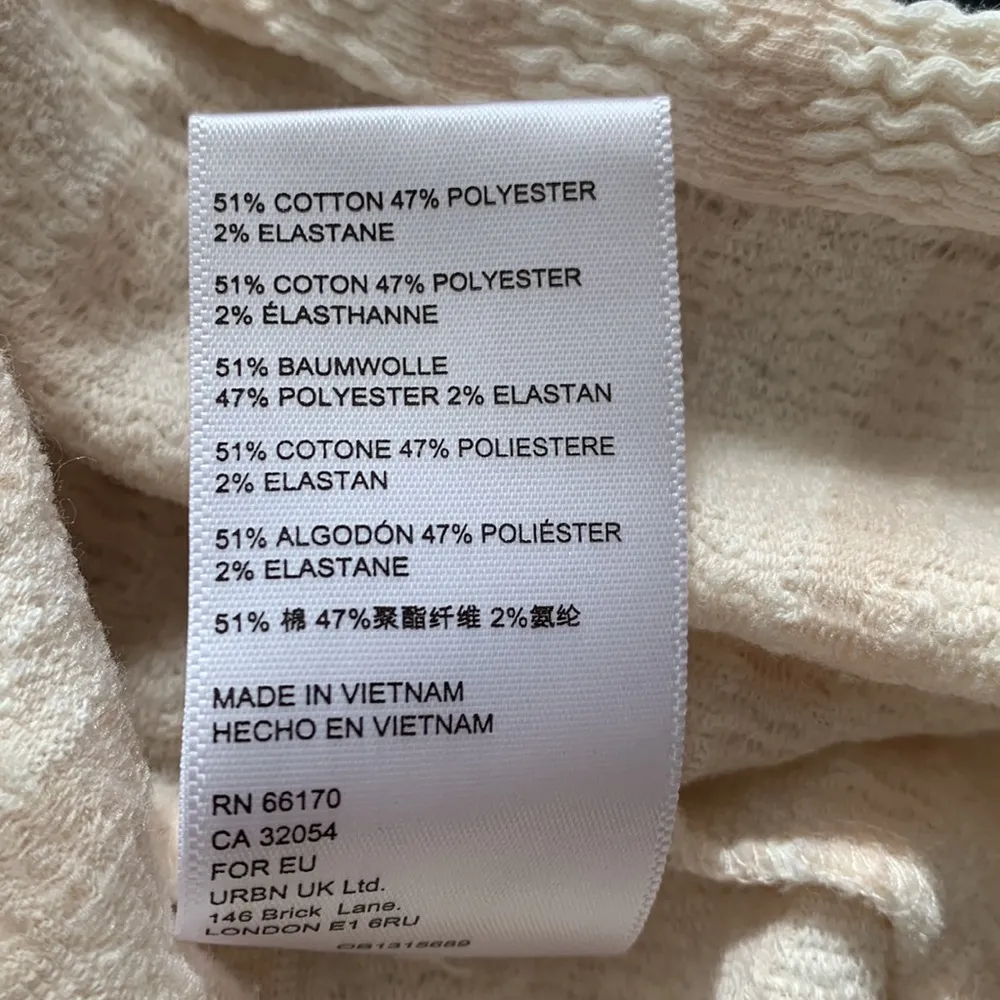 51% COTTON 47% POLYESTER
2% ELASTANE
51% COTON 47% POLYESTER
2% ÉLASTHANNE
51% BAUMWOLLE
47% POLYESTER 2% ELASTAN
51% COTONE 47% POLIESTERE
2% ELASTAN
51% ALGODÓN 47% POLIÉSTER
2% ELASTANE
51% 棉 47%聚酯纤维 2%氨纶
MADE IN VIETNAM
HECHO EN VIETNAM
RN 66170
CA 32054
FOR EU
URBN UK Ltd.
146 Brick Lane.
LONDON E1 6RU